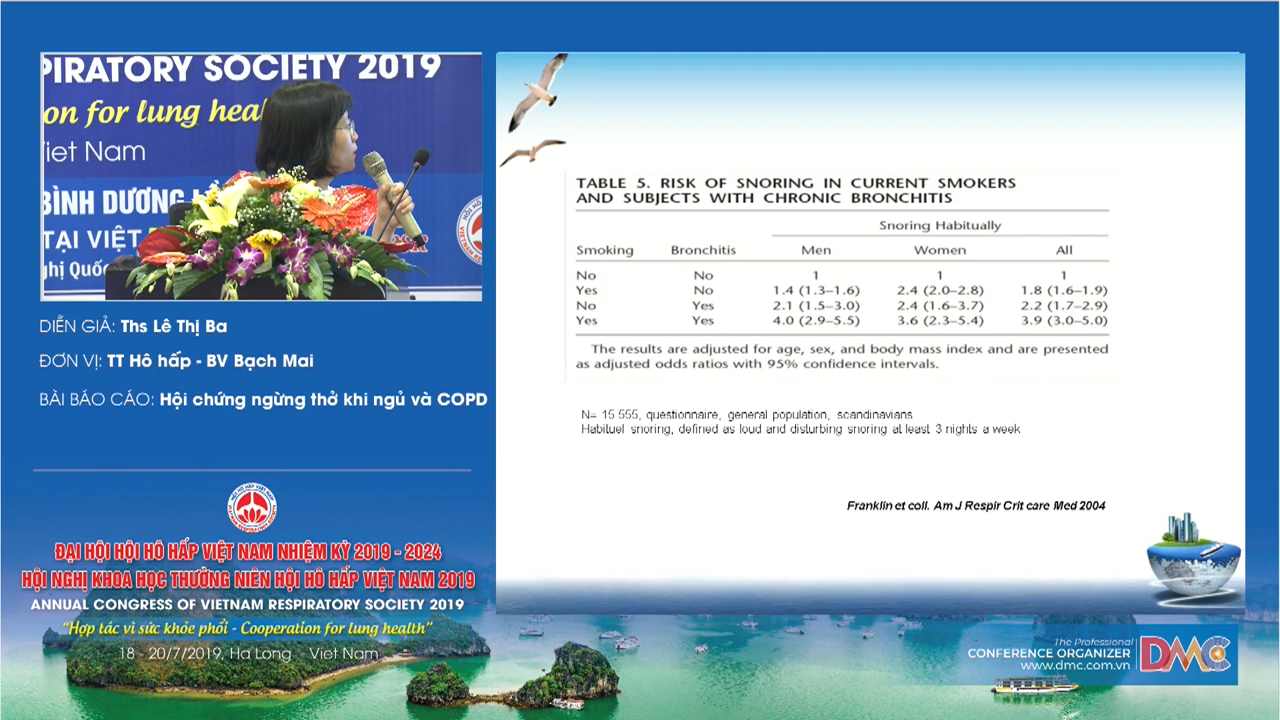 PIRATORY SOCIETY 2019
on for lung hea
iet Nam
BÌNH DƯƠNG
TẠI VIỆT
ghị Quốc
DIỄN GIẢ: Ths Lê Thị Ba
ĐƠN VỊ: TT Hô hấp - BV Bạch Mai
BÀI BÁO CÁO: Hội chứng ngừng thở khi ngủ và COPD
ĐẠI HỘI HỘI HÔ HẤP VIỆT NAM NHIỆM KỲ 2019 - 2024
HỘI NGHỊ KHOA HỌC THƯỜNG NIÊN HỘI HÔ HẤP VIỆT NAM 2019
ANNUAL CONGRESS OF VIETNAM RESPIRATORY SOCIETY 2019
"Hợp tác vì sức khỏe phổi - Cooperation for lung health"
18 - 20/7/2019, Ha Long Viet Nam
TABLE 5. RISK OF SNORING IN CURRENT SMOKERS
AND SUBJECTS WITH CHRONIC BRONCHITIS
Snoring Habitually
Smoking Bronchitis Men Women All
No No 1 1 1
Yes No 1.4 (1.3–1.6) 2.4 (2.0–2.8) 1.8 (1.6–1.9)
No Yes 2.1 (1.5–3.0) 2.4 (1.6–3.7) 2.2 (1.7–2.9)
Yes Yes 4.0 (2.9–5.5) 3.6 (2.3–5.4) 3.9 (3.0–5.0)
The results are adjusted for age, sex, and body mass index and are presented
as adjusted odds ratios with 95% confidence intervals.
N= 15 555, questionnaire, general population, scandinavians
Habituel snoring, defined as loud and disturbing snoring at least 3 nights a week
Franklin et coll. Am J Respir Crit care Med 2004
The Professional
CONFERENCE ORGANIZER
www.dmc.com.vn
DMC